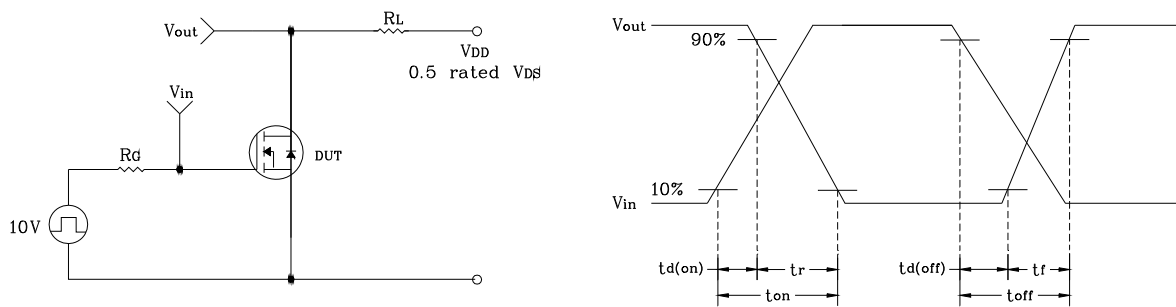 Vout
RL
VDD
0.5 rated VDS
Vin
RG
DUT
10V
Vout
90%
10%
Vin
td(on)
tr
td(off)
tf
ton
toff